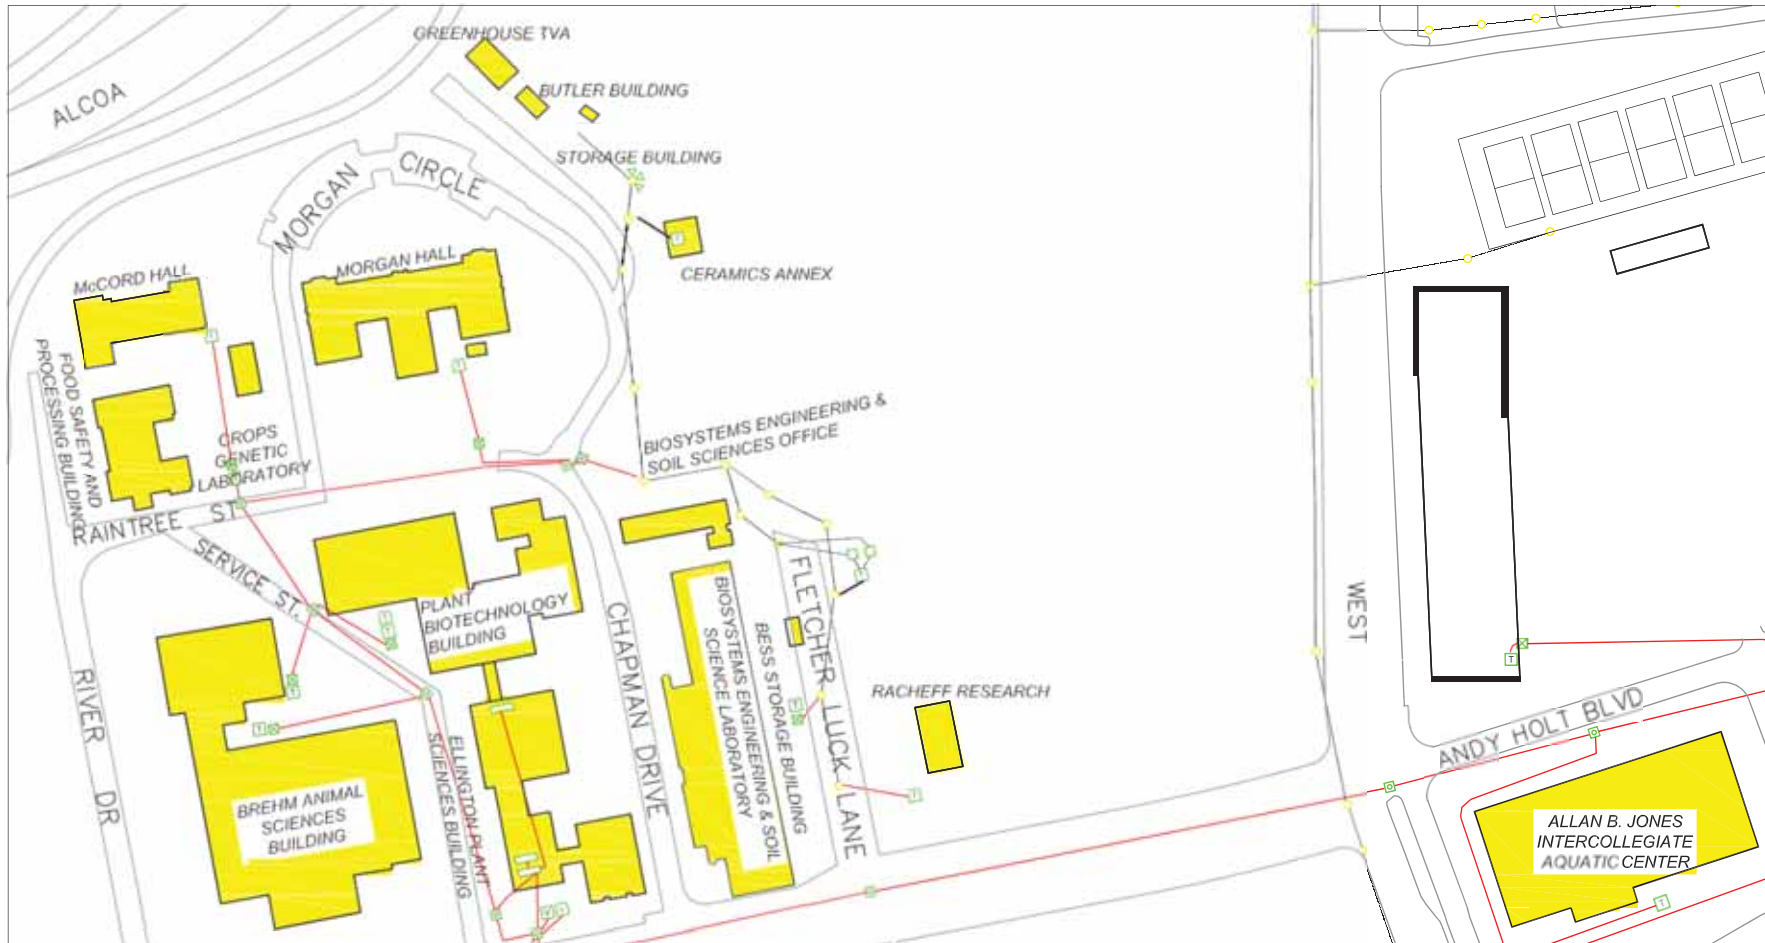 GREENHOUSE TVA
ALCOA
BUTLER BUILDING
STORAGE BUILDING
MORGAN
CIRCLE
CERAMICS ANNEX
McCORD HALL
MORGAN HALL
FOOD SAFETY AND
PROCESSING BUILDING
CROPS
GENETIC
LABORATORY
BIOSYSTEMS ENGINEERING &
SOIL SCIENCES OFFICE
RAINTREE ST
SERVICE ST.
PLANT
BIOTECHNOLOGY
BUILDING
CHAPMAN DRIVE
BIOSYSTEMS ENGINEERING & SOIL
SCIENCE LABORATORY
BESS STORAGE BUILDING
FLETCHER LUCK LANE
WEST
RIVER DR
RACHEFF RESEARCH
ELLINGTON PLANT
SCIENCES BUILDING
BREHM ANIMAL
SCIENCES
BUILDING
ANDY HOLT BLVD
ALLAN B. JONES
INTERCOLLEGIATE
AQUATIC CENTER
T
T
T
T
T
T
T